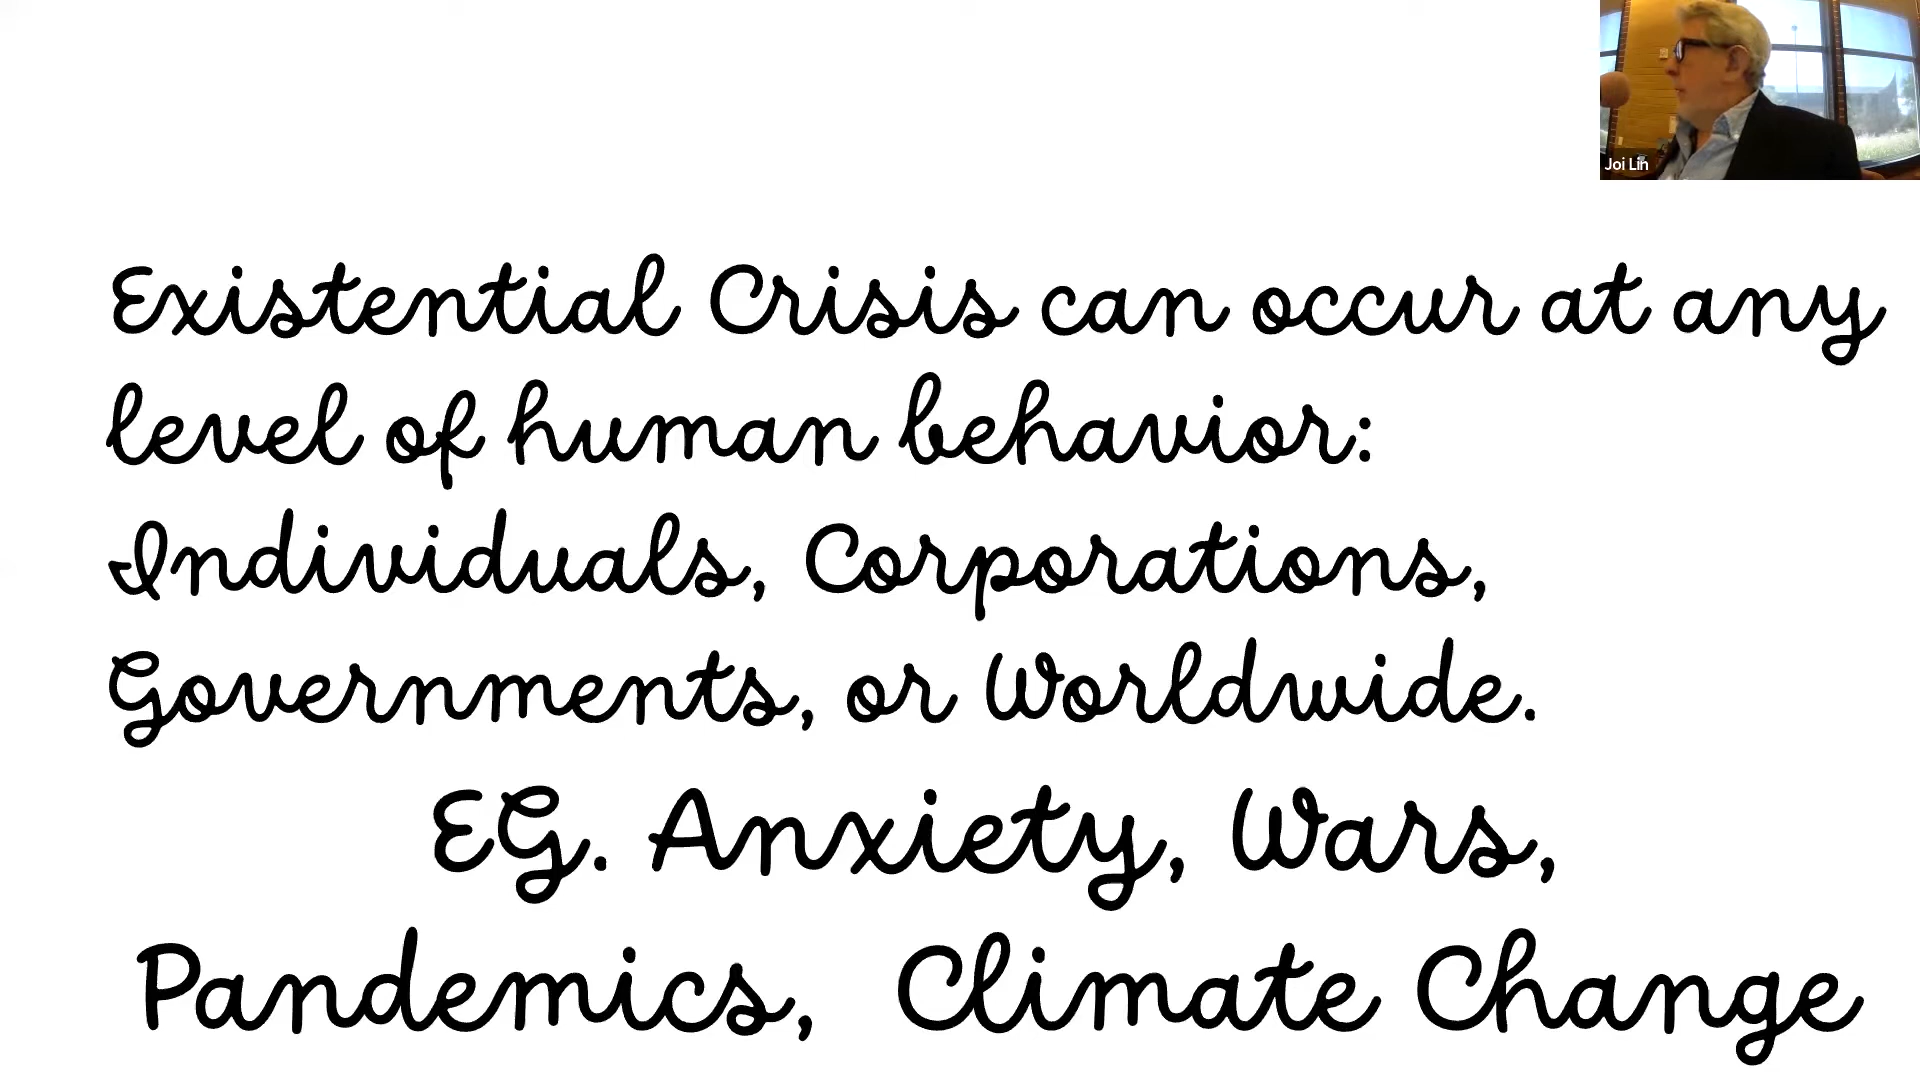 Joi Lin
Existential Crisis can occur at any
level of human behavior:
Individuals, Corporations,
Governments, or Worldwide.
EG. Anxiety, Wars,
Pandemics, Climate Change